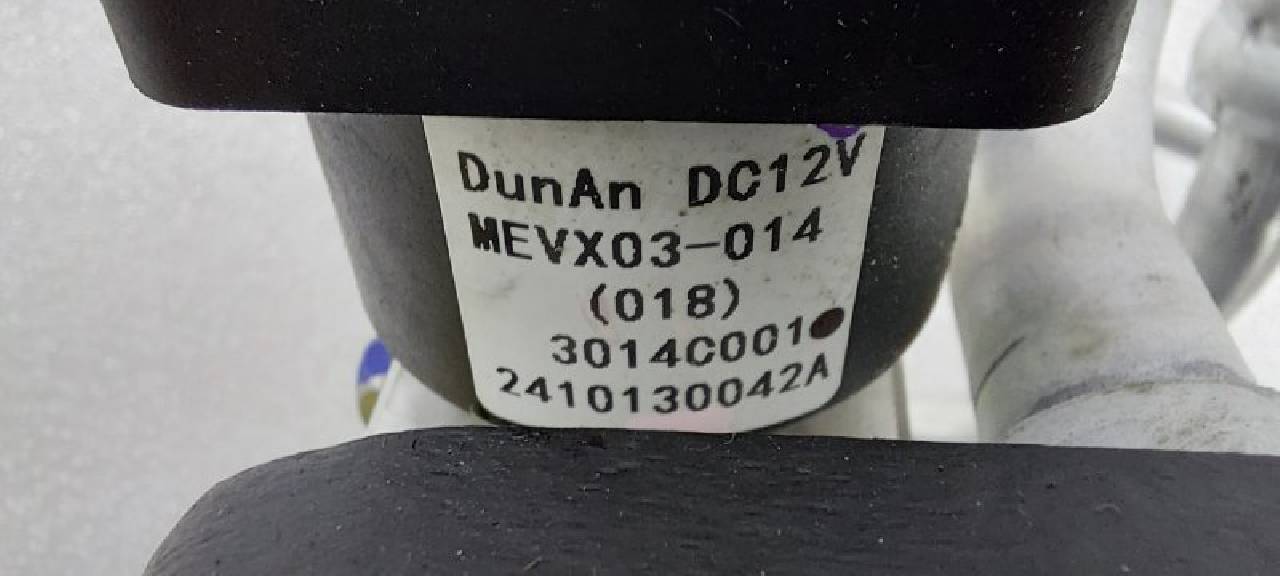 DunAn DC12V
MEVX03-014
(018)
3014C001
2410130042A